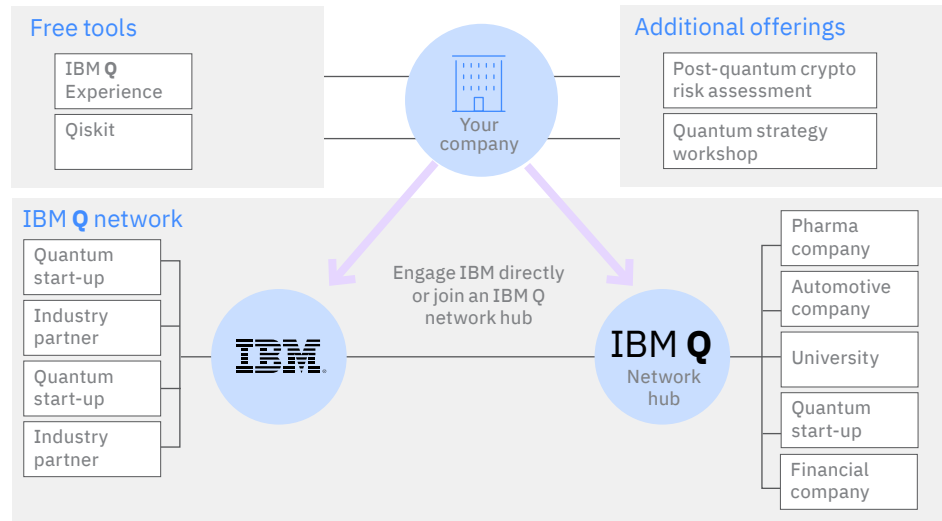 Free tools
IBM Q
Experience
Qiskit
Your
company
Additional offerings
Post-quantum crypto
risk assessment
Quantum strategy
workshop
IBM Q network
Quantum
start-up
Industry
partner
Quantum
start-up
Industry
partner
IBM
Engage IBM directly
or join an IBM Q
network hub
IBM Q
Network
hub
Pharma
company
Automotive
company
University
Quantum
start-up
Financial
company